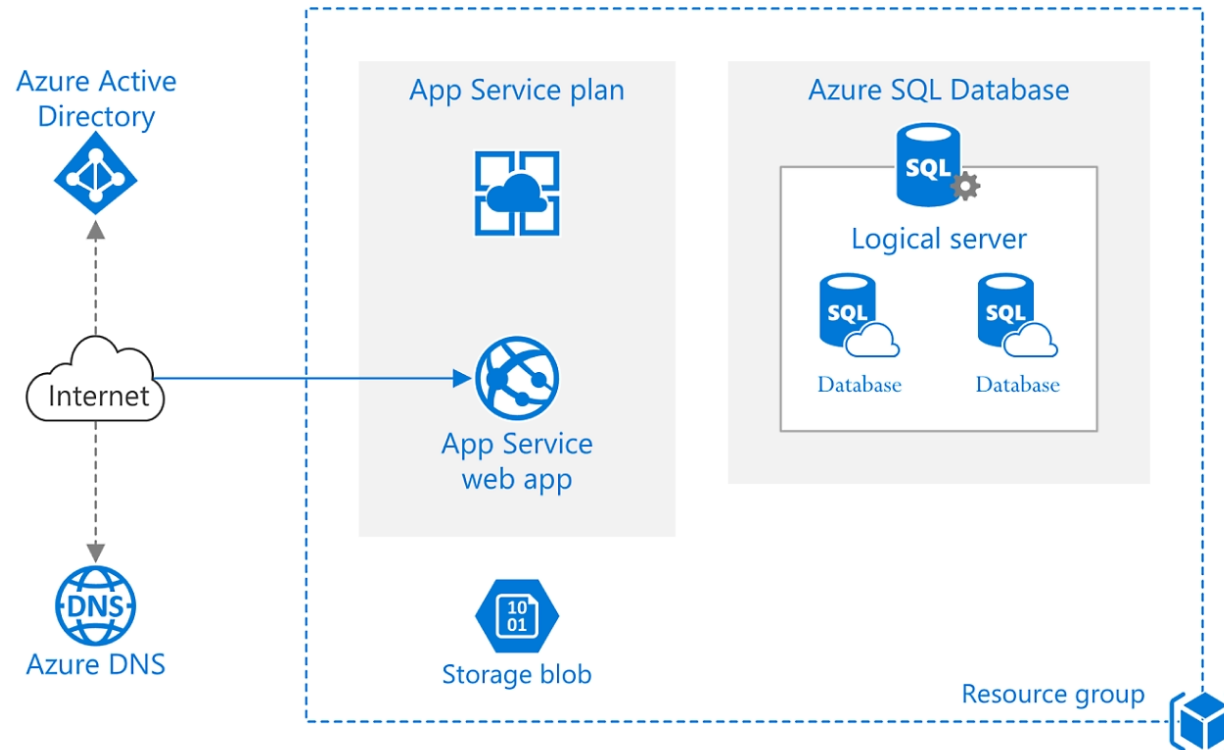 Azure Active
Directory
Internet
DNS
Azure DNS
App Service plan
App Service
web app
10
01
Storage blob
Azure SQL Database
SQL
Logical server
SQL
SQL
Database
Database
Resource group